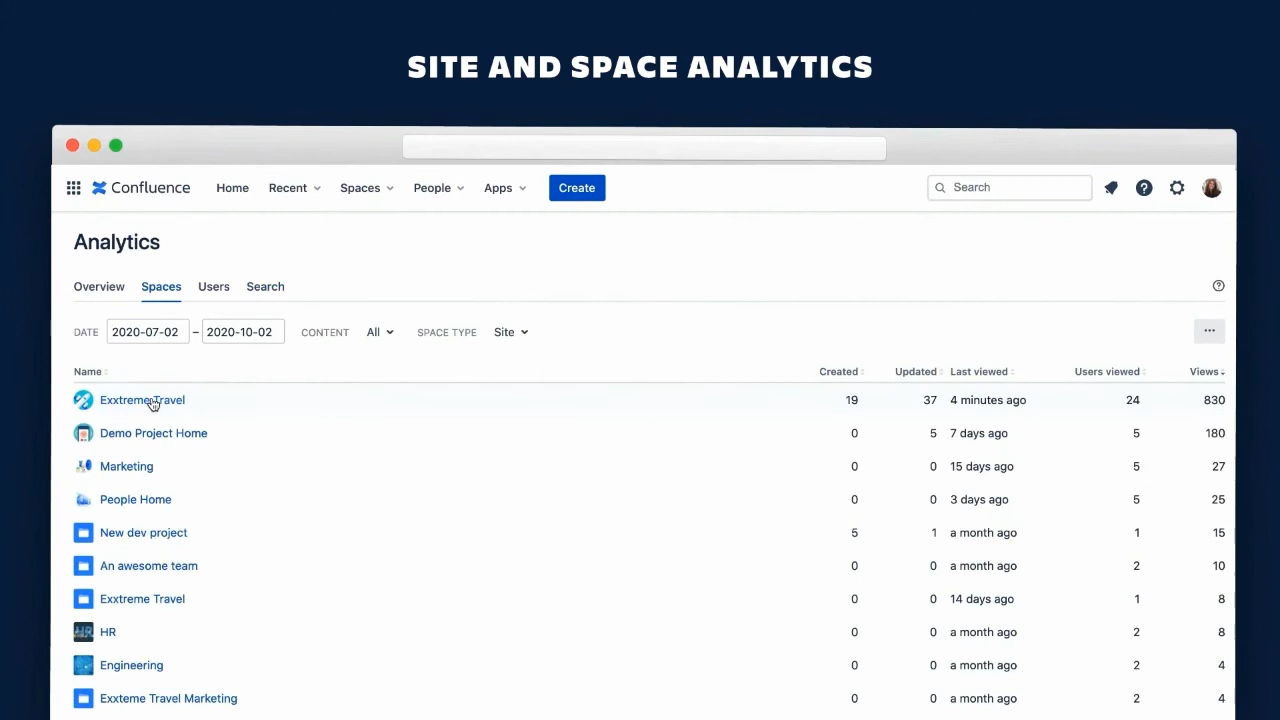 SITE AND SPACE ANALYTICS
Confluence Home Recent Spaces People Apps Create Search
Analytics
Overview Spaces Users Search
DATE 2020-07-02 – 2020-10-02 CONTENT All SPACE TYPE Site
Name Created Updated Last viewed Users viewed Views
Exxtreme Travel 19 37 4 minutes ago 24 830
Demo Project Home 0 5 7 days ago 5 180
Marketing 0 0 15 days ago 5 27
People Home 0 0 3 days ago 5 25
New dev project 5 1 a month ago 1 15
An awesome team 0 0 a month ago 2 10
Exxtreme Travel 0 0 14 days ago 1 8
HR HR 0 0 a month ago 2 8
Engineering 0 0 a month ago 2 4
Exxteme Travel Marketing 0 0 a month ago 2 4